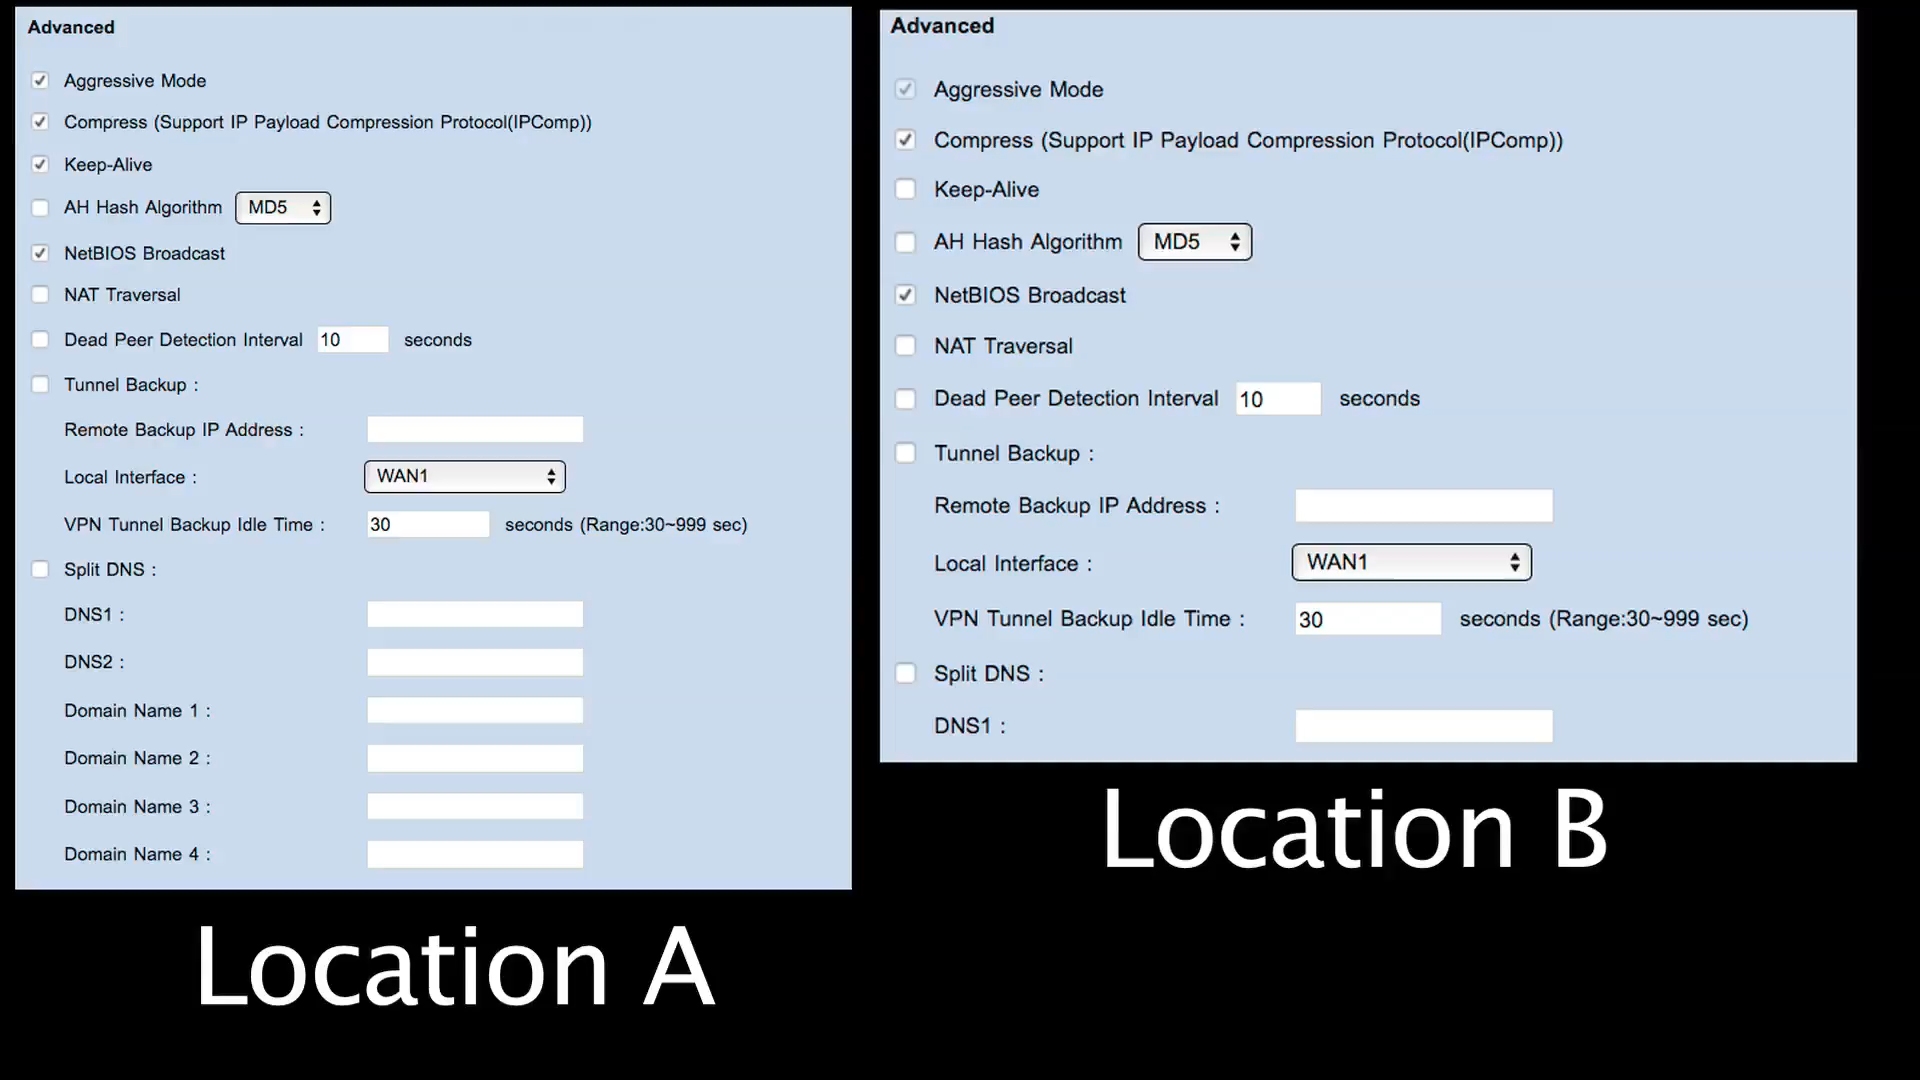 Advanced
Aggressive Mode
Compress (Support IP Payload Compression Protocol(IPComp))
Keep-Alive
AH Hash Algorithm MD5
NetBIOS Broadcast
NAT Traversal
Dead Peer Detection Interval 10 seconds
Tunnel Backup :
Remote Backup IP Address :
Local Interface : WAN1
VPN Tunnel Backup Idle Time : 30 seconds (Range:30~999 sec)
Split DNS :
DNS1 :
DNS2 :
Domain Name 1 :
Domain Name 2 :
Domain Name 3 :
Domain Name 4 :
Location A
Advanced
Aggressive Mode
Compress (Support IP Payload Compression Protocol(IPComp))
Keep-Alive
AH Hash Algorithm MD5
NetBIOS Broadcast
NAT Traversal
Dead Peer Detection Interval 10 seconds
Tunnel Backup :
Remote Backup IP Address :
Local Interface : WAN1
VPN Tunnel Backup Idle Time : 30 seconds (Range:30~999 sec)
Split DNS :
DNS1 :
Location B